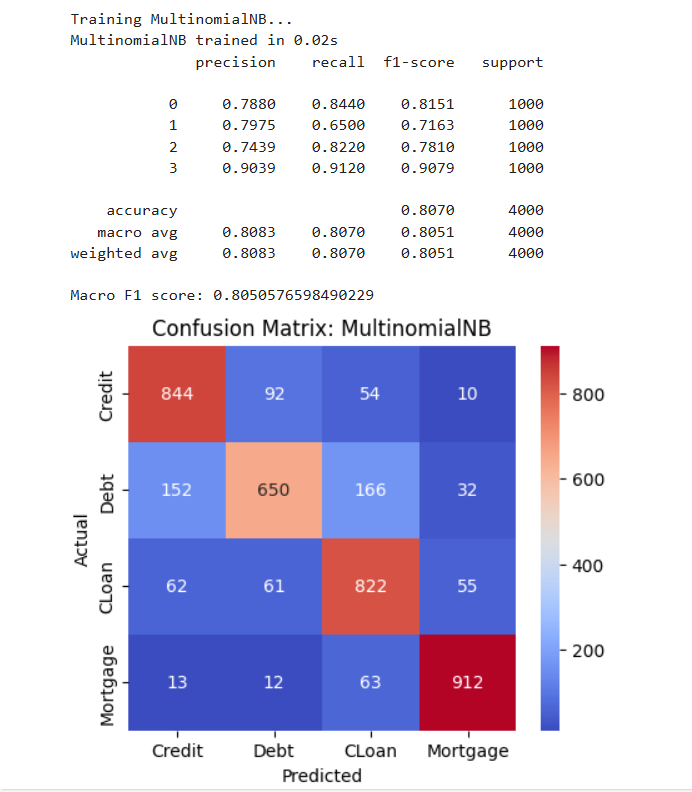 Training MultinomialNB...
MultinomialNB trained in 0.02s
precision recall f1-score support
0 0.7880 0.8440 0.8151 1000
1 0.7975 0.6500 0.7163 1000
2 0.7439 0.8220 0.7810 1000
3 0.9039 0.9120 0.9079 1000
accuracy 0.8070 4000
macro avg 0.8083 0.8070 0.8051 4000
weighted avg 0.8083 0.8070 0.8051 4000
Macro F1 score: 0.8050576598490229
Confusion Matrix: MultinomialNB
Actual
Credit 844 92 54 10
Debt 152 650 166 32
CLoan 62 61 822 55
Mortgage 13 12 63 912
Credit Debt CLoan Mortgage
Predicted
800
600
400
200